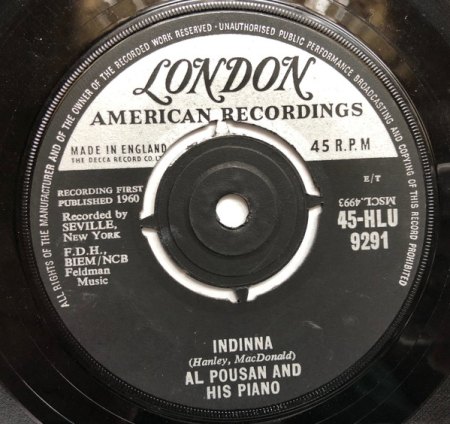 ALL RIGHTS OF THE MANUFACTURER AND OF THE OWNER OF THE RECORDED WORK RESERVED - UNAUTHORISED PUBLIC PERFORMANCE BROADCASTING AND COPYING OF THIS RECORD PROHIBITED
LONDON
AMERICAN RECORDINGS
MADE IN ENGLAND
THE DECCA RECORD CO. LTD
45 R.P.M
E/T
RECORDING FIRST
PUBLISHED 1960
MSCL.4993
Recorded by
SEVILLE,
New York
45-HLU
9291
F.D.H.,
BIEM/NCB
Feldman
Music
INDINNA
(Hanley, MacDonald)
AL POUSAN AND
HIS PIANO